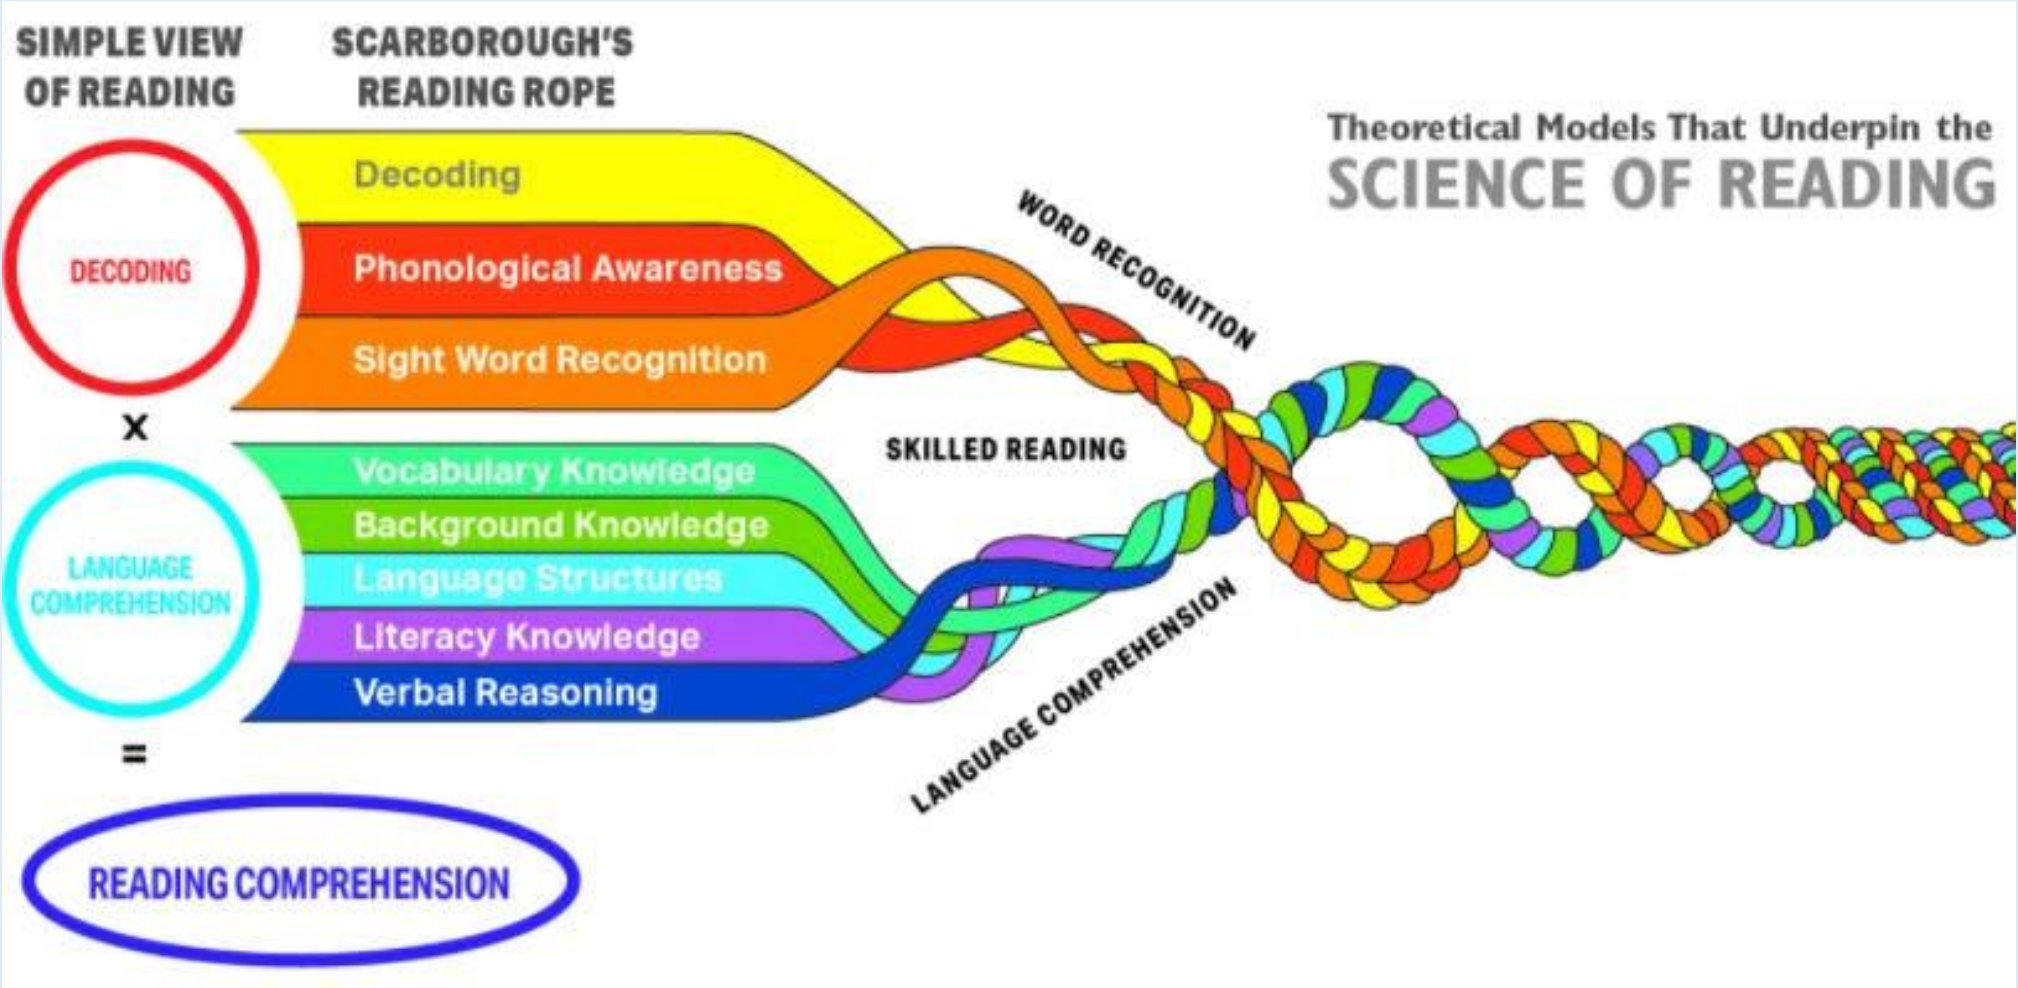 SIMPLE VIEW
OF READING
SCARBOROUGH'S
READING ROPE
Theoretical Models That Underpin the
SCIENCE OF READING
DECODING
x
LANGUAGE
COMPREHENSION
=
READING COMPREHENSION
Decoding
Phonological Awareness
Sight Word Recognition
Vocabulary Knowledge
Background Knowledge
Language Structures
Literacy Knowledge
Verbal Reasoning
WORD RECOGNITION
SKILLED READING
LANGUAGE COMPREHENSION